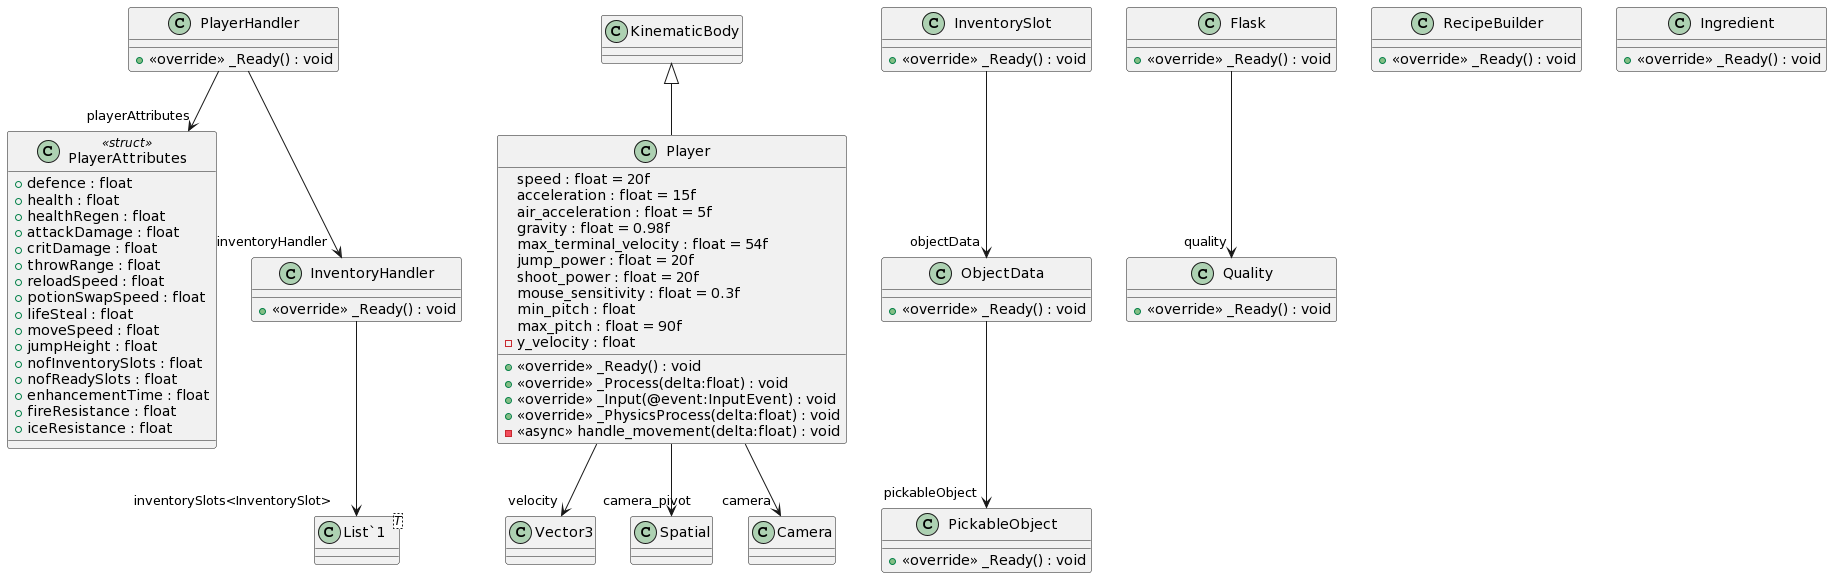 C PlayerHandler
«override» _Ready() : void
playerAttributes
inventoryHandler
C «struct»
PlayerAttributes
defence : float
health : float
healthRegen : float
attackDamage : float
critDamage : float
throwRange : float
reloadSpeed : float
potionSwapSpeed : float
lifeSteal : float
moveSpeed : float
jumpHeight : float
nofInventorySlots : float
nofReadySlots : float
enhancementTime : float
fireResistance : float
iceResistance : float
C InventoryHandler
«override» _Ready() : void
inventorySlots<InventorySlot>
C List`1 T
C KinematicBody
C Player
speed : float = 20f
acceleration : float = 15f
air_acceleration : float = 5f
gravity : float = 0.98f
max_terminal_velocity : float = 54f
jump_power : float = 20f
shoot_power : float = 20f
mouse_sensitivity : float = 0.3f
min_pitch : float
max_pitch : float = 90f
y_velocity : float
«override» _Ready() : void
«override» _Process(delta:float) : void
«override» _Input(@event:InputEvent) : void
«override» _PhysicsProcess(delta:float) : void
«async» handle_movement(delta:float) : void
velocity
camera_pivot
camera
C Vector3
C Spatial
C Camera
C InventorySlot
«override» _Ready() : void
objectData
C ObjectData
«override» _Ready() : void
pickableObject
C PickableObject
«override» _Ready() : void
C Flask
«override» _Ready() : void
quality
C Quality
«override» _Ready() : void
C RecipeBuilder
«override» _Ready() : void
C Ingredient
«override» _Ready() : void